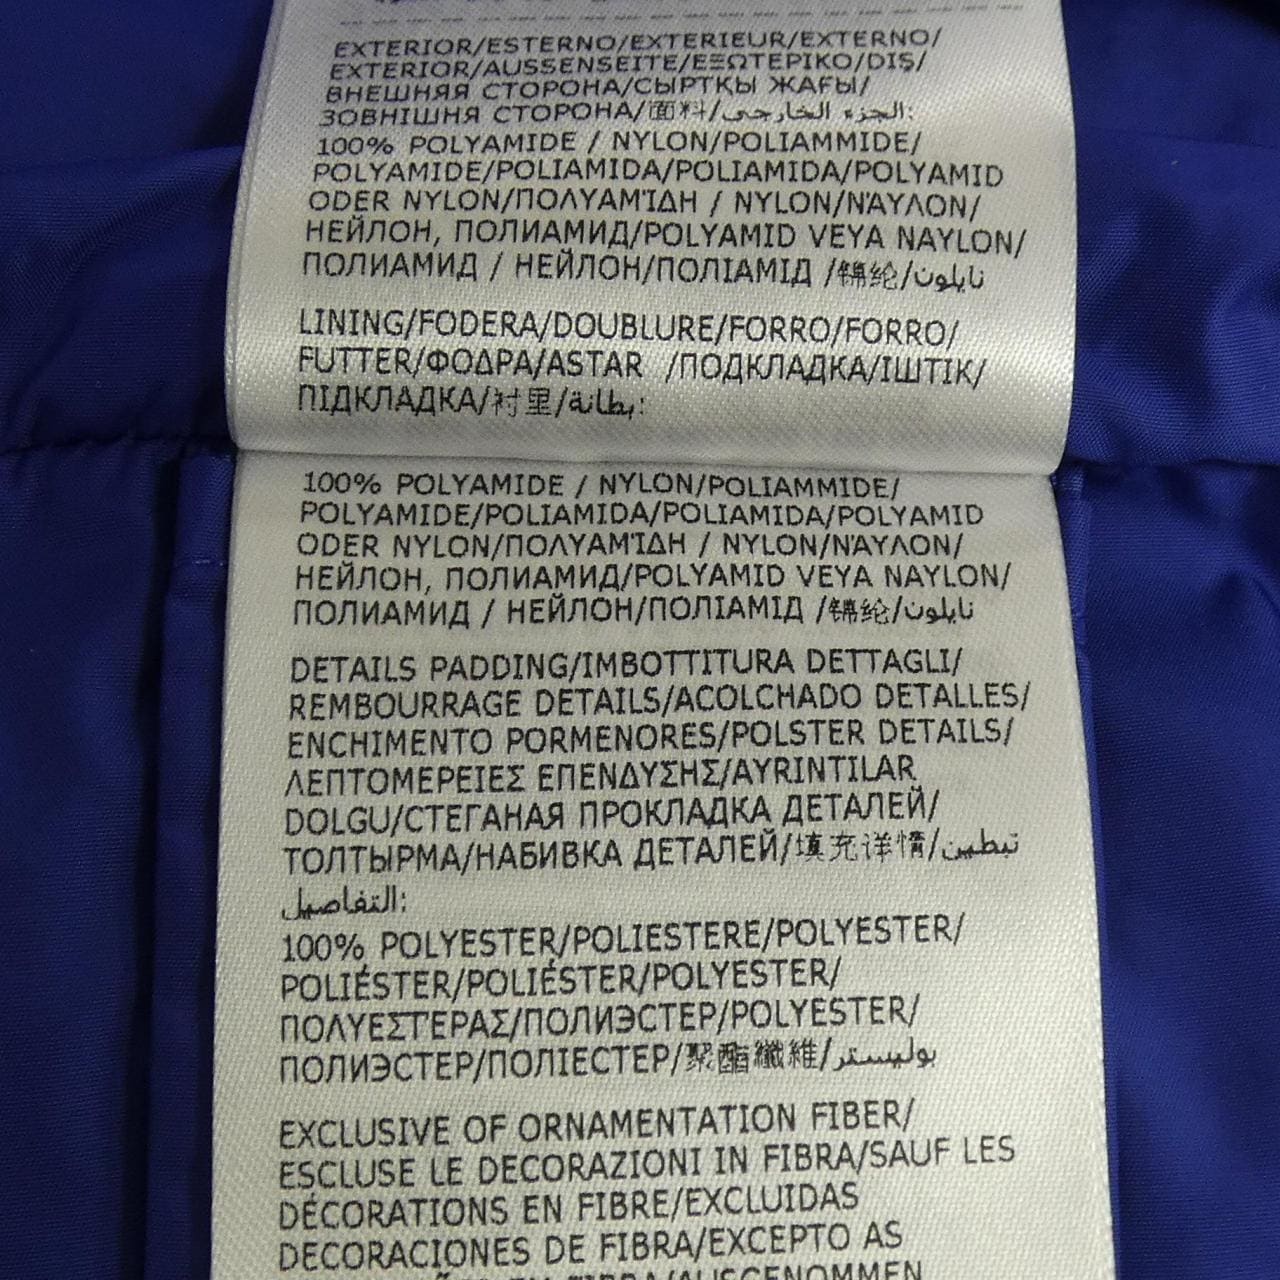 EXTERIOR/ESTERNO/EXTERIEUR/EXTERNO/
EXTERIOR/AUSSENSEITE/ΕΞΩΤΕΡΙΚΟ/DIŞ/
ВНЕШНЯЯ СТОРОНА/СЫРТҚЫ ЖАҒЫ/
ЗОВНІШНЯ СТОРОНА/面料/الجزء الخارجي:
100% POLYAMIDE / NYLON/POLIAMMIDE/
POLYAMIDE/POLIAMIDA/POLIAMIDA/POLYAMID
ODER NYLON/ΠΟΛΥΑΜΊΔΗ / NYLON/ΝΆΥΛΟΝ/
НЕЙЛОН, ПОЛИАМИД/POLYAMID VEYA NAYLON/
ПОЛИАМИД / НЕЙЛОН/ПОЛІАМІД /锦纶/نايلون
LINING/FODERA/DOUBLURE/FORRO/FORRO/
FUTTER/ΦΟΔΡΑ/ASTAR /ПОДКЛАДКА/ІШТІК/
ПІДКЛАДКА/衬里/بطانة:
100% POLYAMIDE / NYLON/POLIAMMIDE/
POLYAMIDE/POLIAMIDA/POLIAMIDA/POLYAMID
ODER NYLON/ΠΟΛΥΑΜΊΔΗ / NYLON/ΝΆΥΛΟΝ/
НЕЙЛОН, ПОЛИАМИД/POLYAMID VEYA NAYLON/
ПОЛИАМИД / НЕЙЛОН/ПОЛІАМІД /锦纶/نايلون
DETAILS PADDING/IMBOTTITURA DETTAGLI/
REMBOURRAGE DETAILS/ACOLCHADO DETALLES/
ENCHIMENTO PORMENORES/POLSTER DETAILS/
ΛΕΠΤΟΜΕΡΕΙΕΣ ΕΠΕΝΔΥΣΗΣ/AYRINTILAR
DOLGU/СТЕГАНАЯ ПРОКЛАДКА ДЕТАЛЕЙ/
ТОЛТЫРМА/НАБИВКА ДЕТАЛЕЙ/填充详情/تبطين
التفاصيل:
100% POLYESTER/POLIESTERE/POLYESTER/
POLIÉSTER/POLIÉSTER/POLYESTER/
ΠΟΛΥΕΣΤΕΡΑΣ/ПОЛИЭСТЕР/POLYESTER/
ПОЛИЭСТЕР/ПОЛІЕСТЕР/聚酯纖維/بوليستر
EXCLUSIVE OF ORNAMENTATION FIBER/
ESCLUSE LE DECORAZIONI IN FIBRA/SAUF LES
DÉCORATIONS EN FIBRE/EXCLUIDAS
DECORACIONES DE FIBRA/EXCEPTO AS
EM FIBRA/AUSGENOMMEN